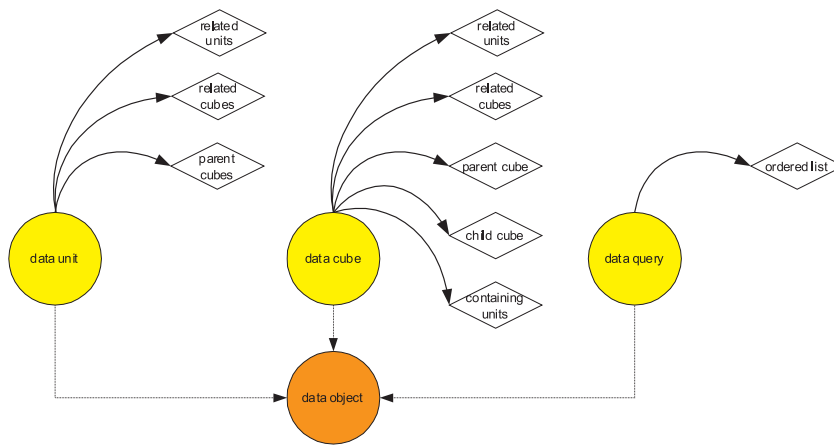 related
units
related
units
related
cubes
related
cubes
parent
cubes
parent cube
ordered list
child cube
data unit
data cube
data query
containing
units
data object